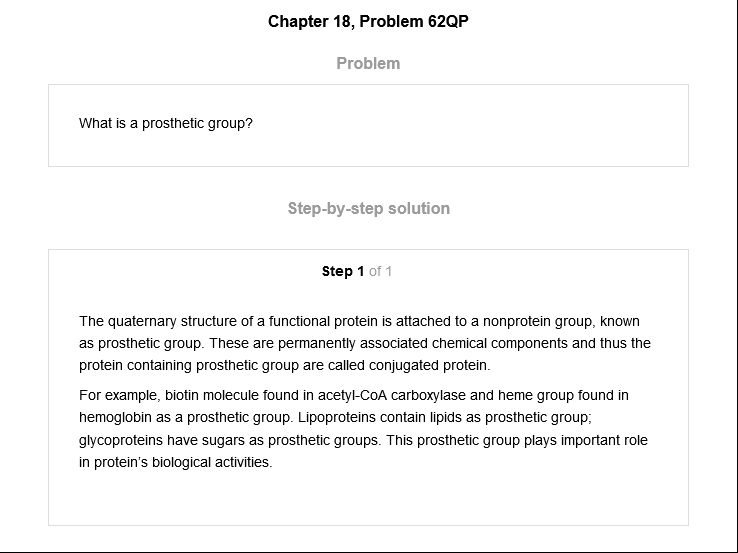 Chapter 18, Problem 62QP
Problem
What is a prosthetic group?
Step-by-step solution
Step 1 of 1
The quaternary structure of a functional protein is attached to a nonprotein group, known
as prosthetic group. These are permanently associated chemical components and thus the
protein containing prosthetic group are called conjugated protein.
For example, biotin molecule found in acetyl-CoA carboxylase and heme group found in
hemoglobin as a prosthetic group. Lipoproteins contain lipids as prosthetic group;
glycoproteins have sugars as prosthetic groups. This prosthetic group plays important role
in protein's biological activities.